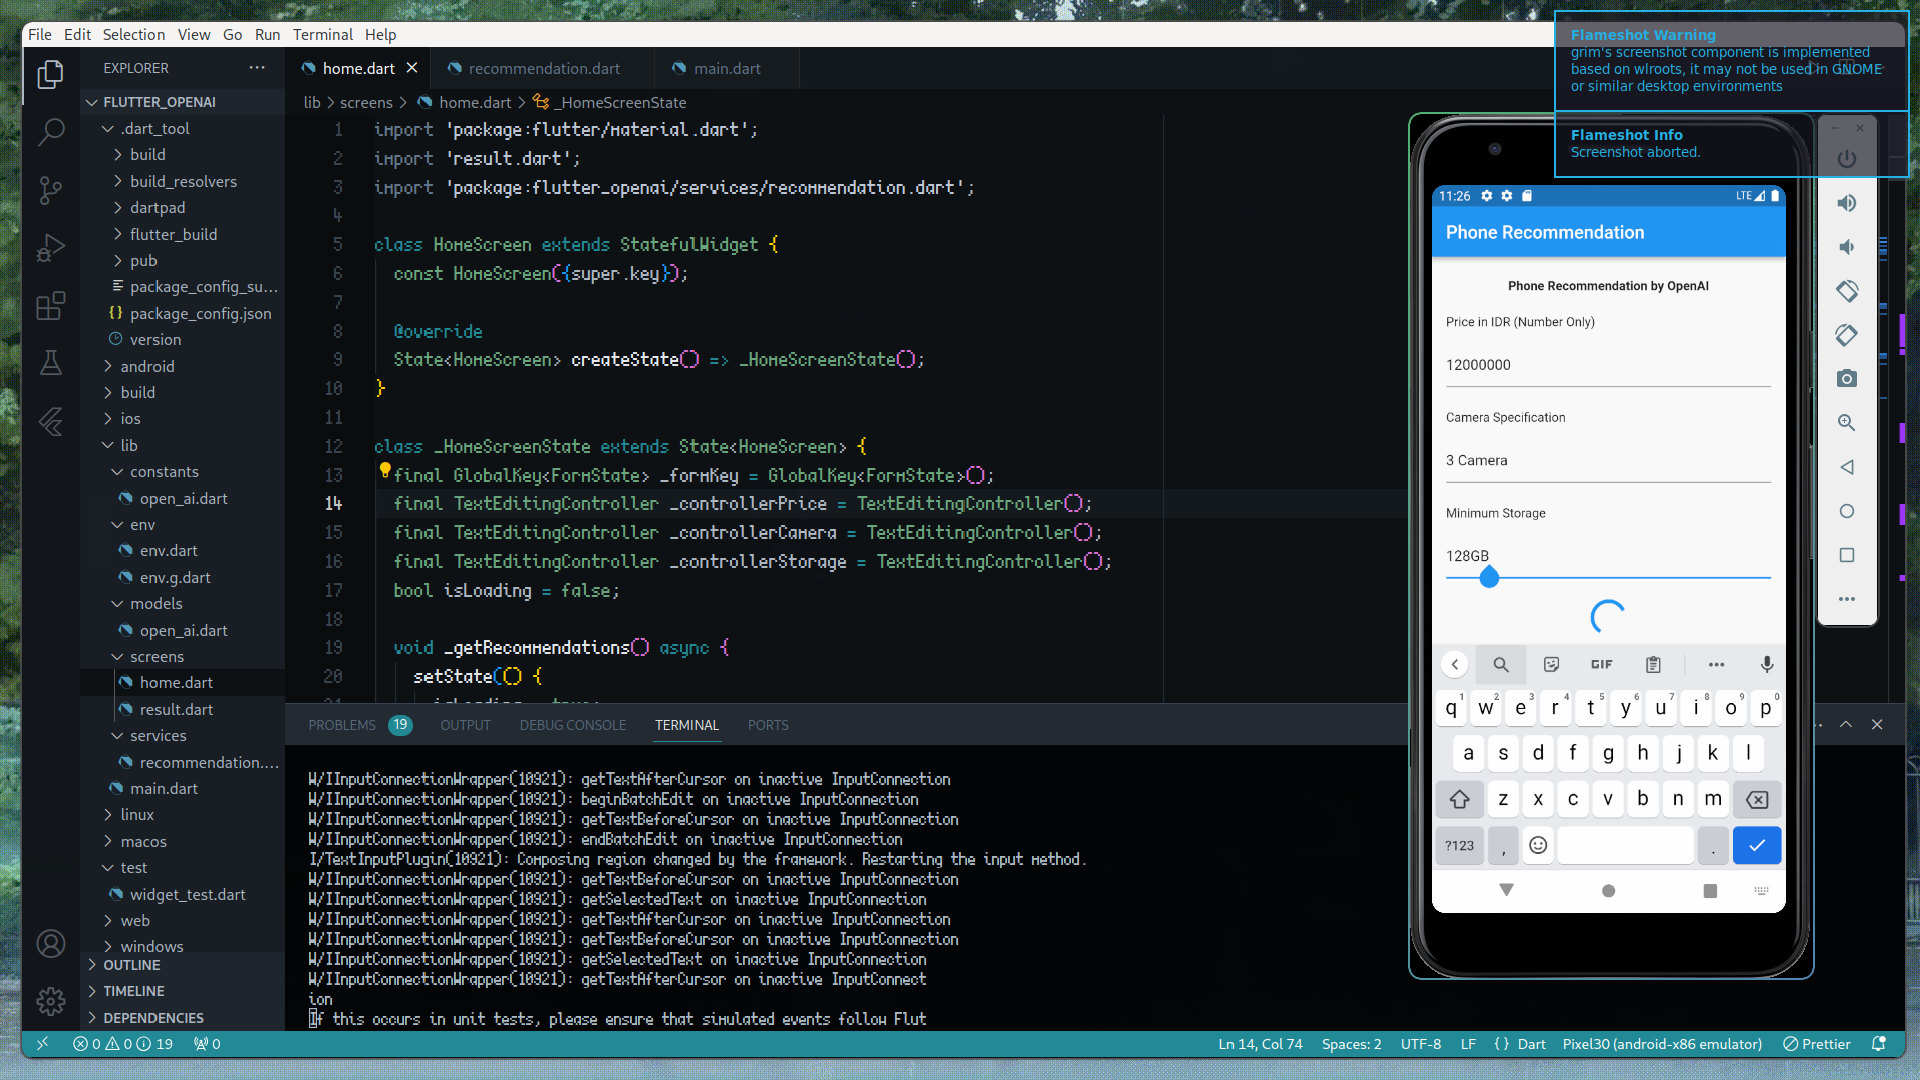 File Edit Selection View Go Run Terminal Help
EXPLORER
FLUTTER_OPENAI
.dart_tool
build
build_resolvers
dartpad
flutter_build
pub
package_config_su...
package_config.json
version
android
build
ios
lib
constants
open_ai.dart
env
env.dart
env.g.dart
models
open_ai.dart
screens
home.dart
result.dart
services
recommendation....
main.dart
linux
macos
test
widget_test.dart
web
windows
OUTLINE
TIMELINE
DEPENDENCIES
home.dart recommendation.dart main.dart
lib > screens > home.dart > _HomeScreenState
1 import 'package:flutter/material.dart';
2 import 'result.dart';
3 import 'package:flutter_openai/services/recommendation.dart';
4
5 class HomeScreen extends StatefulWidget {
6 const HomeScreen({super.key});
7
8 @override
9 State<HomeScreen> createState() => _HomeScreenState();
10 }
11
12 class _HomeScreenState extends State<HomeScreen> {
13 final GlobalKey<FormState> _formKey = GlobalKey<FormState>();
14 final TextEditingController _controllerPrice = TextEditingController();
15 final TextEditingController _controllerCamera = TextEditingController();
16 final TextEditingController _controllerStorage = TextEditingController();
17 bool isLoading = false;
18
19 void _getRecommendations() async {
20 setState(() {
PROBLEMS 19 OUTPUT DEBUG CONSOLE TERMINAL PORTS
W/IInputConnectionWrapper(10921): getTextAfterCursor on inactive InputConnection
W/IInputConnectionWrapper(10921): beginBatchEdit on inactive InputConnection
W/IInputConnectionWrapper(10921): getTextBeforeCursor on inactive InputConnection
W/IInputConnectionWrapper(10921): endBatchEdit on inactive InputConnection
I/TextInputPlugin(10921): Composing region changed by the framework. Restarting the input method.
W/IInputConnectionWrapper(10921): getTextBeforeCursor on inactive InputConnection
W/IInputConnectionWrapper(10921): getSelectedText on inactive InputConnection
W/IInputConnectionWrapper(10921): getTextAfterCursor on inactive InputConnection
W/IInputConnectionWrapper(10921): getTextBeforeCursor on inactive InputConnection
W/IInputConnectionWrapper(10921): getSelectedText on inactive InputConnection
W/IInputConnectionWrapper(10921): getTextAfterCursor on inactive InputConnect
ion
If this occurs in unit tests, please ensure that simulated events follow Flut
Flameshot Warning
grim's screenshot component is implemented
based on wlroots, it may not be used in GNOME
or similar desktop environments
Flameshot Info
Screenshot aborted.
11:26 LTE
Phone Recommendation
Phone Recommendation by OpenAI
Price in IDR (Number Only)
12000000
Camera Specification
3 Camera
Minimum Storage
128GB
GIF
q1 w2 e3 r4 t5 y6 u7 i8 o9 p0
a s d f g h j k l
z x c v b n m
?123 , .
0 0 19 0 Ln 14, Col 74 Spaces: 2 UTF-8 LF {} Dart Pixel30 (android-x86 emulator) Prettier